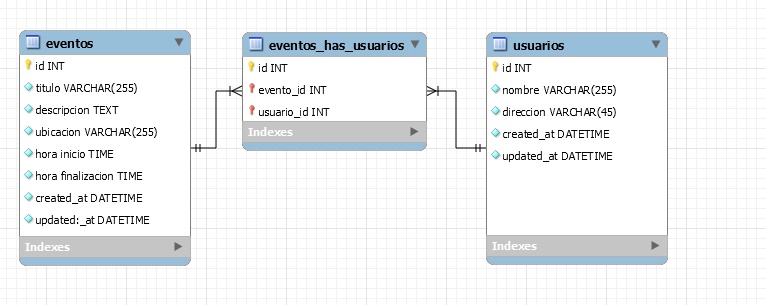 eventos
id INT
titulo VARCHAR(255)
descripcion TEXT
ubicacion VARCHAR(255)
hora inicio TIME
hora finalizacion TIME
created_at DATETIME
updated:_at DATETIME
Indexes
eventos_has_usuarios
id INT
evento_id INT
usuario_id INT
Indexes
usuarios
id INT
nombre VARCHAR(255)
direccion VARCHAR(45)
created_at DATETIME
updated_at DATETIME
Indexes